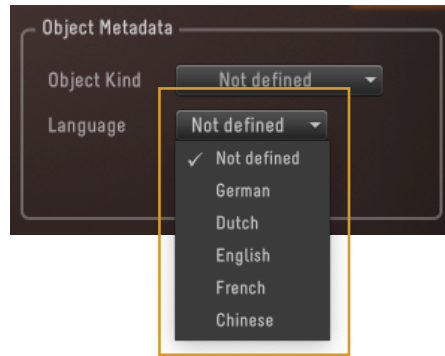 Object Metadata
Object Kind Not defined
Language Not defined
✓ Not defined
German
Dutch
English
French
Chinese